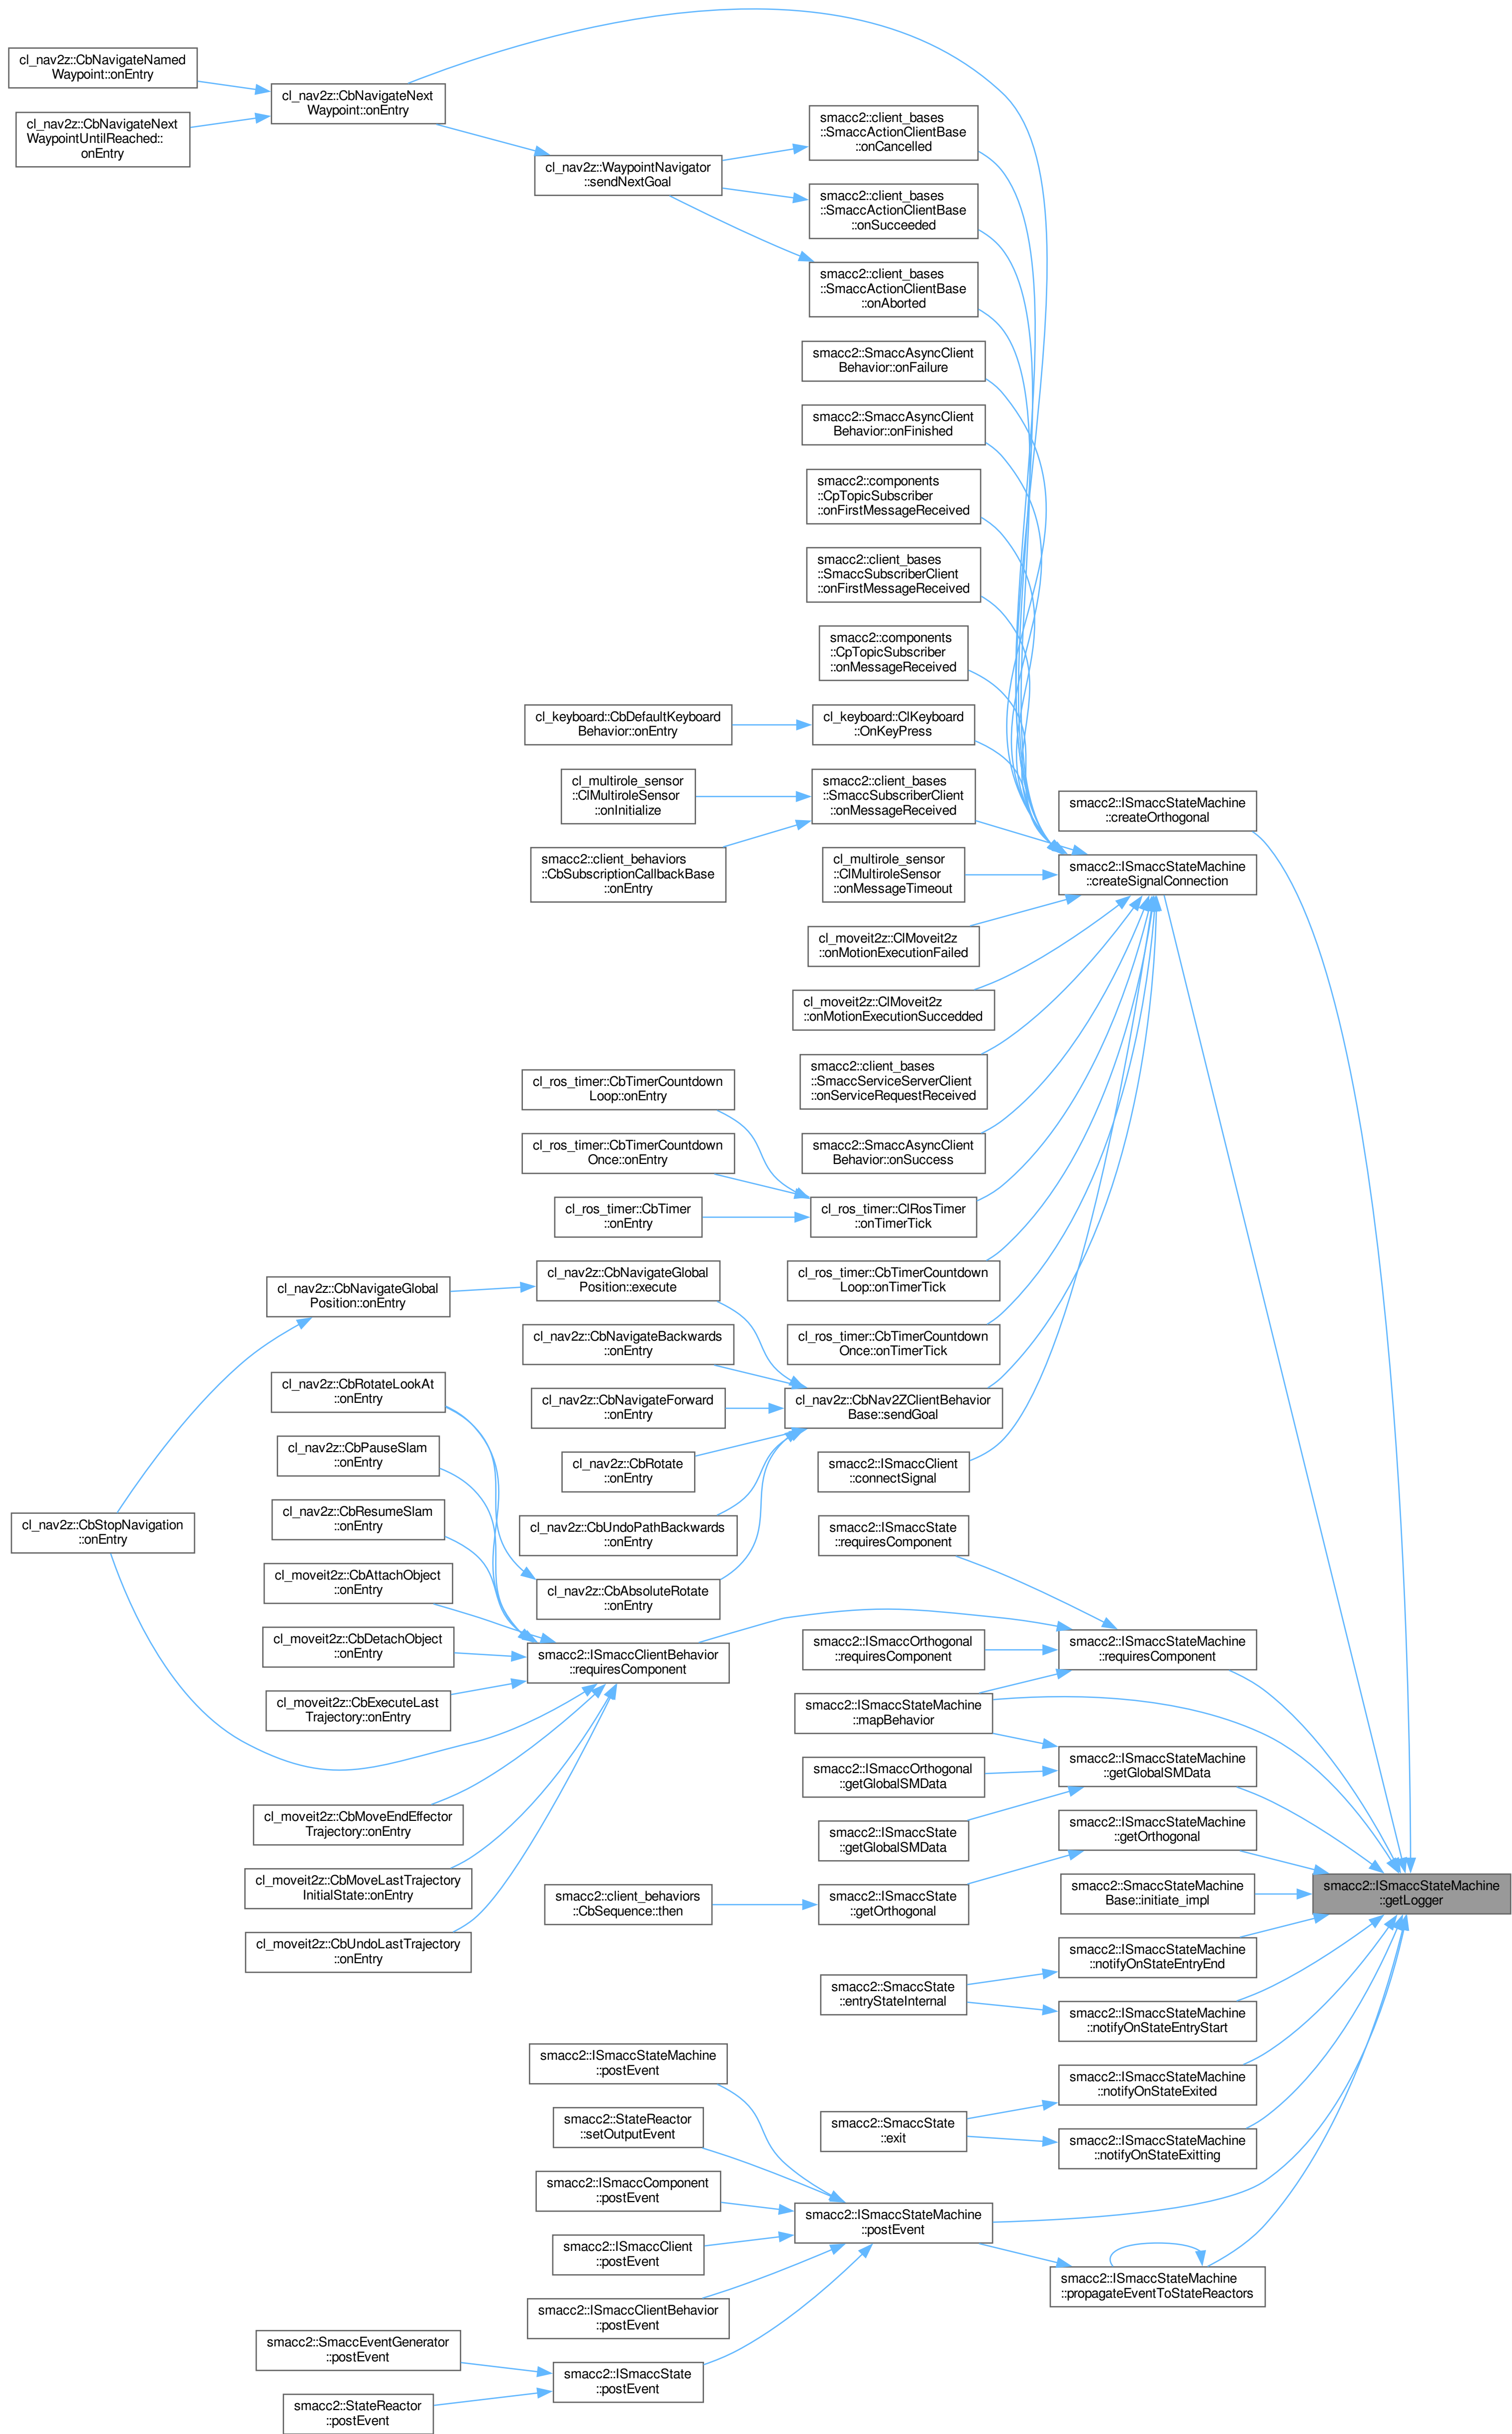 cl_nav2z::CbNavigateNamed
Waypoint::onEntry
cl_nav2z::CbNavigateNext
WaypointUntilReached::
onEntry
cl_nav2z::CbNavigateNext
Waypoint::onEntry
cl_nav2z::WaypointNavigator
::sendNextGoal
smacc2::client_bases
::SmaccActionClientBase
::onCancelled
smacc2::client_bases
::SmaccActionClientBase
::onSucceeded
smacc2::client_bases
::SmaccActionClientBase
::onAborted
smacc2::SmaccAsyncClient
Behavior::onFailure
smacc2::SmaccAsyncClient
Behavior::onFinished
smacc2::components
::CpTopicSubscriber
::onFirstMessageReceived
smacc2::client_bases
::SmaccSubscriberClient
::onFirstMessageReceived
smacc2::components
::CpTopicSubscriber
::onMessageReceived
cl_keyboard::CbDefaultKeyboard
Behavior::onEntry
cl_keyboard::ClKeyboard
::OnKeyPress
cl_multirole_sensor
::ClMultiroleSensor
::onInitialize
smacc2::client_bases
::SmaccSubscriberClient
::onMessageReceived
smacc2::ISmaccStateMachine
::createOrthogonal
smacc2::client_behaviors
::CbSubscriptionCallbackBase
::onEntry
cl_multirole_sensor
::ClMultiroleSensor
::onMessageTimeout
smacc2::ISmaccStateMachine
::createSignalConnection
cl_moveit2z::ClMoveit2z
::onMotionExecutionFailed
cl_moveit2z::ClMoveit2z
::onMotionExecutionSuccedded
smacc2::client_bases
::SmaccServiceServerClient
::onServiceRequestReceived
cl_ros_timer::CbTimerCountdown
Loop::onEntry
cl_ros_timer::CbTimerCountdown
Once::onEntry
smacc2::SmaccAsyncClient
Behavior::onSuccess
cl_ros_timer::CbTimer
::onEntry
cl_ros_timer::ClRosTimer
::onTimerTick
cl_nav2z::CbNavigateGlobal
Position::onEntry
cl_nav2z::CbNavigateGlobal
Position::execute
cl_ros_timer::CbTimerCountdown
Loop::onTimerTick
cl_nav2z::CbNavigateBackwards
::onEntry
cl_ros_timer::CbTimerCountdown
Once::onTimerTick
cl_nav2z::CbRotateLookAt
::onEntry
cl_nav2z::CbNavigateForward
::onEntry
cl_nav2z::CbNav2ZClientBehavior
Base::sendGoal
cl_nav2z::CbPauseSlam
::onEntry
cl_nav2z::CbRotate
::onEntry
smacc2::ISmaccClient
::connectSignal
cl_nav2z::CbStopNavigation
::onEntry
cl_nav2z::CbResumeSlam
::onEntry
cl_nav2z::CbUndoPathBackwards
::onEntry
smacc2::ISmaccState
::requiresComponent
cl_moveit2z::CbAttachObject
::onEntry
cl_nav2z::CbAbsoluteRotate
::onEntry
cl_moveit2z::CbDetachObject
::onEntry
smacc2::ISmaccClientBehavior
::requiresComponent
smacc2::ISmaccOrthogonal
::requiresComponent
smacc2::ISmaccStateMachine
::requiresComponent
cl_moveit2z::CbExecuteLast
Trajectory::onEntry
smacc2::ISmaccStateMachine
::mapBehavior
smacc2::ISmaccOrthogonal
::getGlobalSMData
smacc2::ISmaccStateMachine
::getGlobalSMData
cl_moveit2z::CbMoveEndEffector
Trajectory::onEntry
smacc2::ISmaccState
::getGlobalSMData
smacc2::ISmaccStateMachine
::getOrthogonal
cl_moveit2z::CbMoveLastTrajectory
InitialState::onEntry
smacc2::client_behaviors
::CbSequence::then
smacc2::ISmaccState
::getOrthogonal
smacc2::SmaccStateMachine
Base::initiate_impl
smacc2::ISmaccStateMachine
::getLogger
cl_moveit2z::CbUndoLastTrajectory
::onEntry
smacc2::ISmaccStateMachine
::notifyOnStateEntryEnd
smacc2::SmaccState
::entryStateInternal
smacc2::ISmaccStateMachine
::notifyOnStateEntryStart
smacc2::ISmaccStateMachine
::postEvent
smacc2::ISmaccStateMachine
::notifyOnStateExited
smacc2::StateReactor
::setOutputEvent
smacc2::SmaccState
::exit
smacc2::ISmaccStateMachine
::notifyOnStateExitting
smacc2::ISmaccComponent
::postEvent
smacc2::ISmaccStateMachine
::postEvent
smacc2::ISmaccClient
::postEvent
smacc2::ISmaccStateMachine
::propagateEventToStateReactors
smacc2::ISmaccClientBehavior
::postEvent
smacc2::SmaccEventGenerator
::postEvent
smacc2::ISmaccState
::postEvent
smacc2::StateReactor
::postEvent